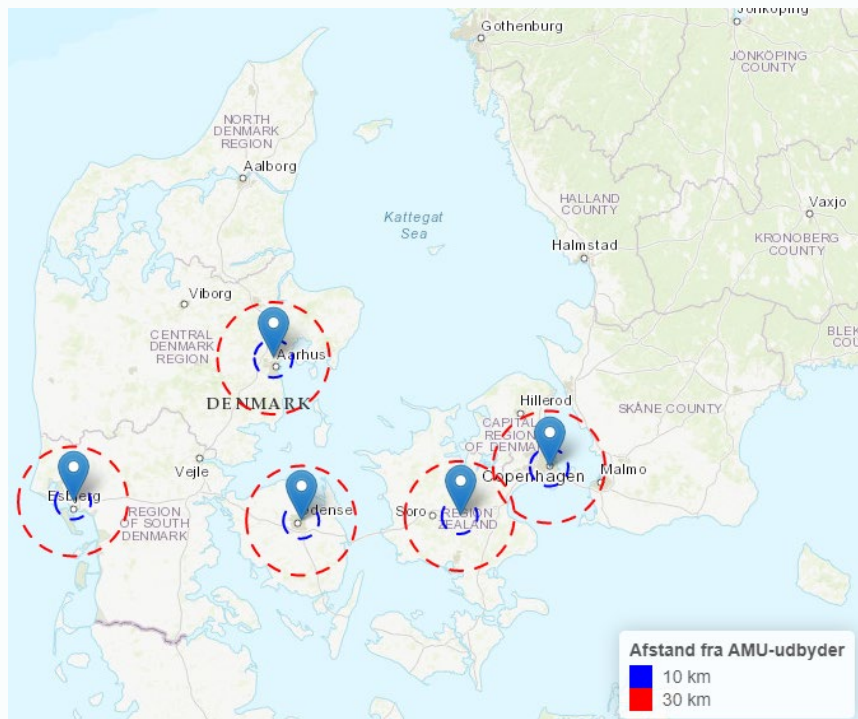 Jonkoping
Gothenburg
JÖNKÖPING
COUNTY
NORTH
DENMARK
REGION
Aalborg
HALLAND
COUNTY
Vaxjo
Kattegat
Sea
KRONOBERG
COUNTY
Halmstad
Viborg
CENTRAL
DENMARK
REGION
BLEK
COU
Aarhus
DENMARK
Hillerod
SKÅNE COUNTY
CAPITAL
REGION
OF DENMARK
Vejle
Copenhagen
Malmo
Esbjerg
REGION
OF SOUTH
DENMARK
Odense
Soro
REGION
ZEALAND
Afstand fra AMU-udbyder
10 km
30 km